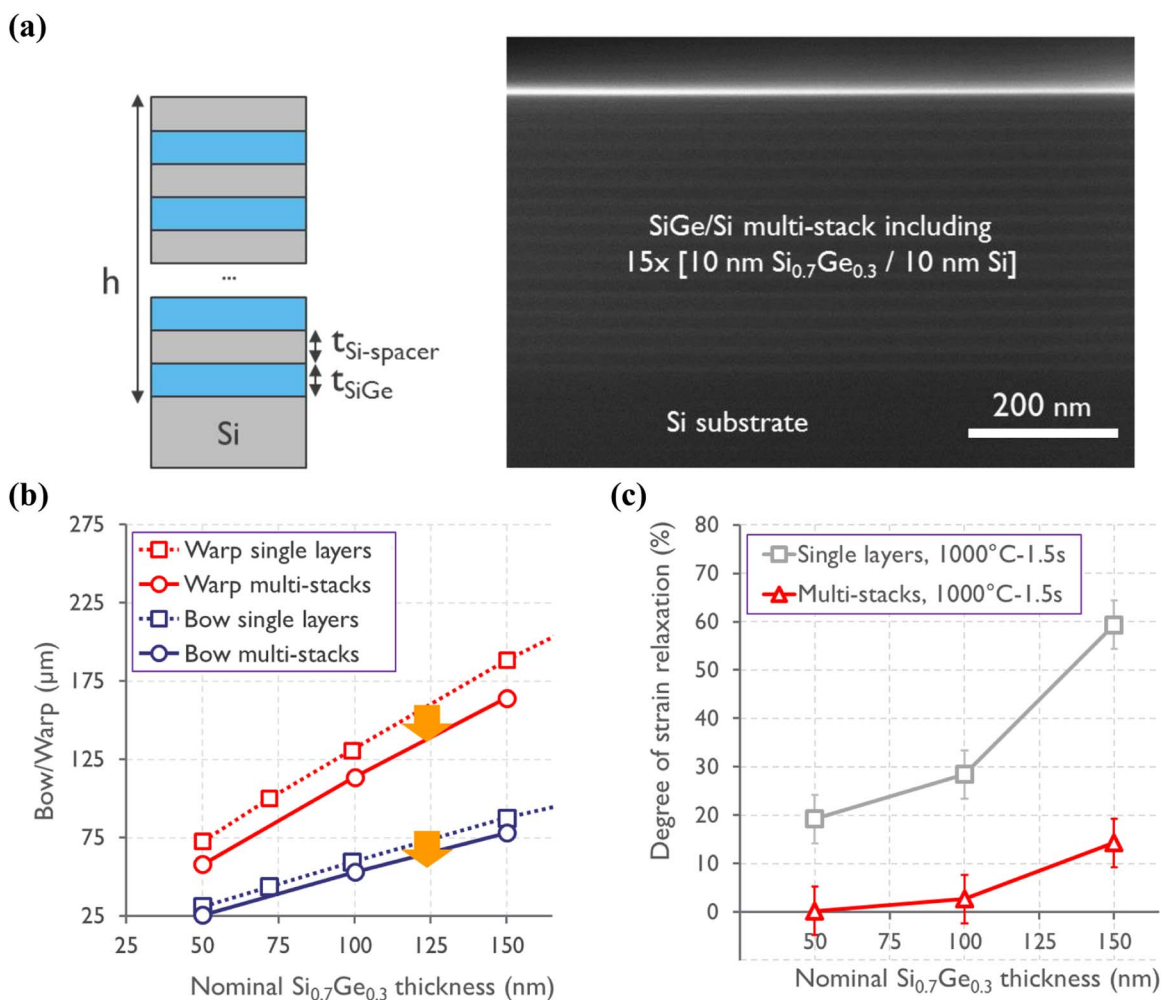 (a)
h
...
tSi-spacer
tSiGe
Si
SiGe/Si multi-stack including
15x [10 nm Si0.7Ge0.3 / 10 nm Si]
Si substrate
200 nm
(b)
275
175
125
75
25
Bow/Warp (µm)
Warp single layers
Warp multi-stacks
Bow single layers
Bow multi-stacks
25 50 75 100 125 150
Nominal Si0.7Ge0.3 thickness (nm)
(c)
80
70
60
50
40
30
20
10
0
Degree of strain relaxation (%)
Single layers, 1000°C-1.5s
Multi-stacks, 1000°C-1.5s
50 75 100 125 150
Nominal Si0.7Ge0.3 thickness (nm)